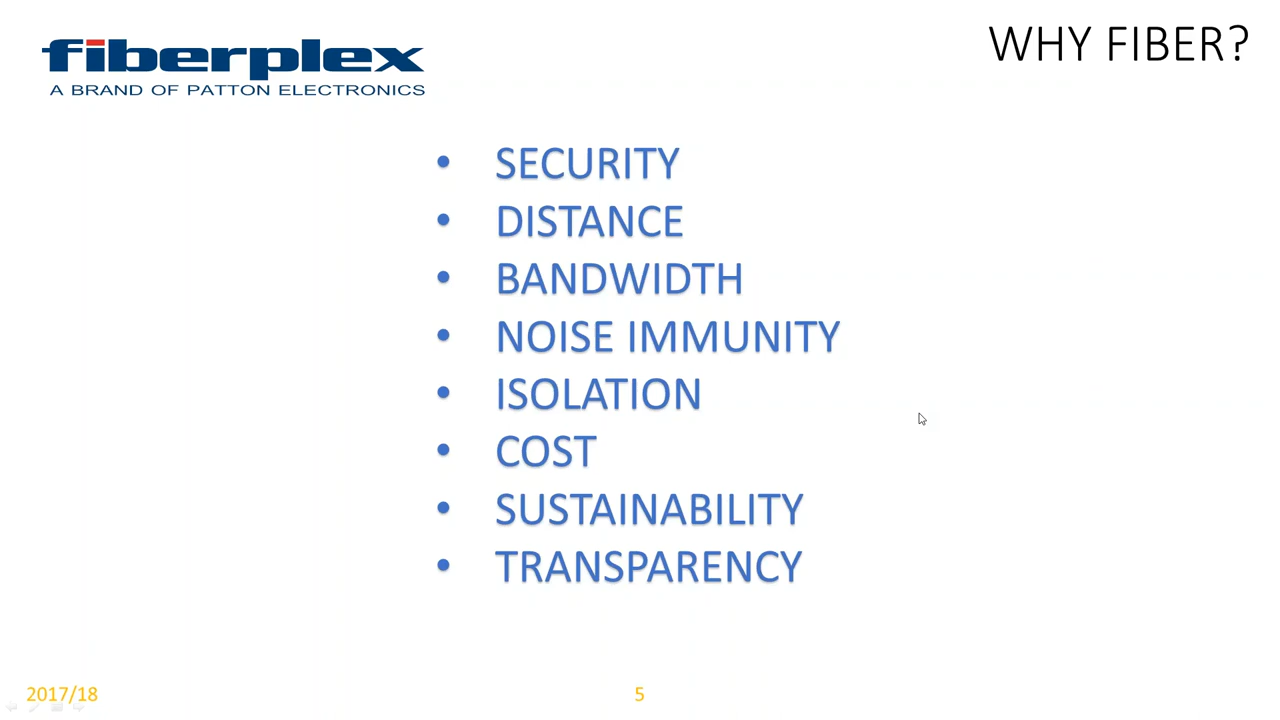 fiberplex
A BRAND OF PATTON ELECTRONICS
WHY FIBER?
• SECURITY
• DISTANCE
• BANDWIDTH
• NOISE IMMUNITY
• ISOLATION
• COST
• SUSTAINABILITY
• TRANSPARENCY
2017/18
5